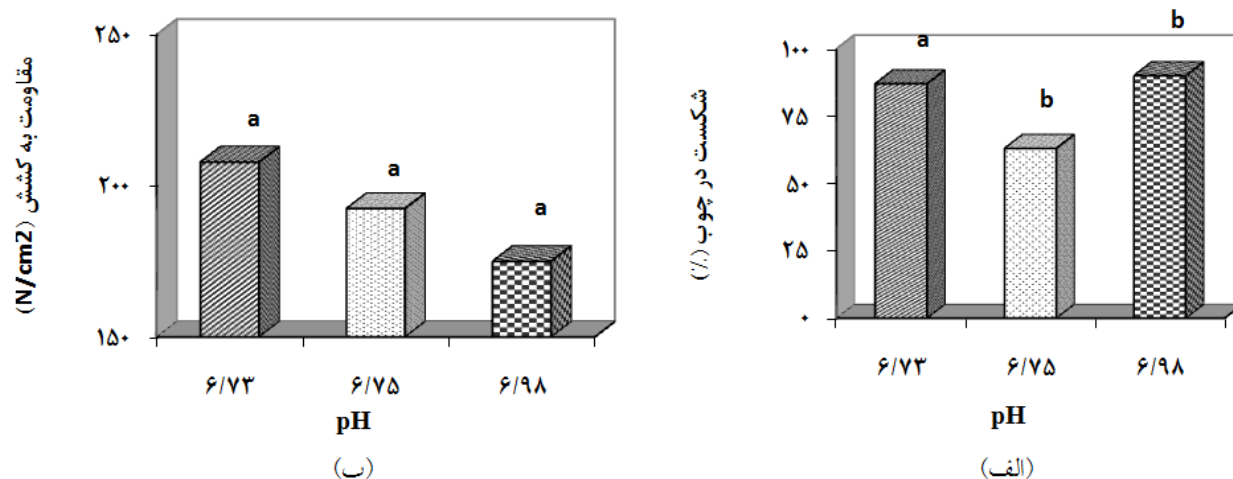 شکست در چوب (٪)
۱۰۰
۷۵
۵۰
۲۵
۰
a
b
b
۶/۷۳
۶/۷۵
۶/۹۸
pH
(الف)
مقاومت به کشش (N/cm2)
۲۵۰
۲۰۰
۱۵۰
a
a
a
۶/۷۳
۶/۷۵
۶/۹۸
pH
(ب)